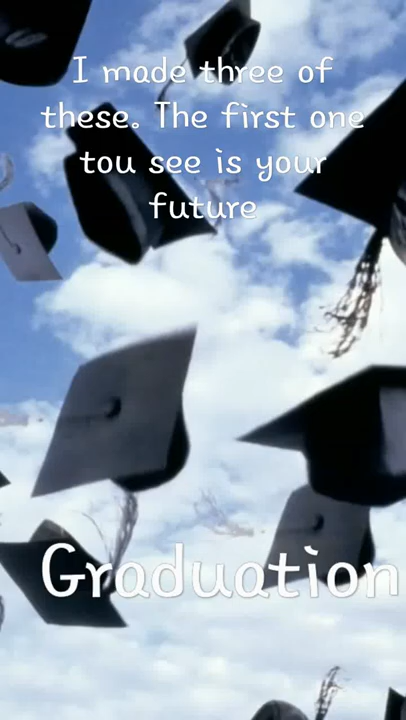 I made three of
these. The first one
tou see is your
future
Graduation